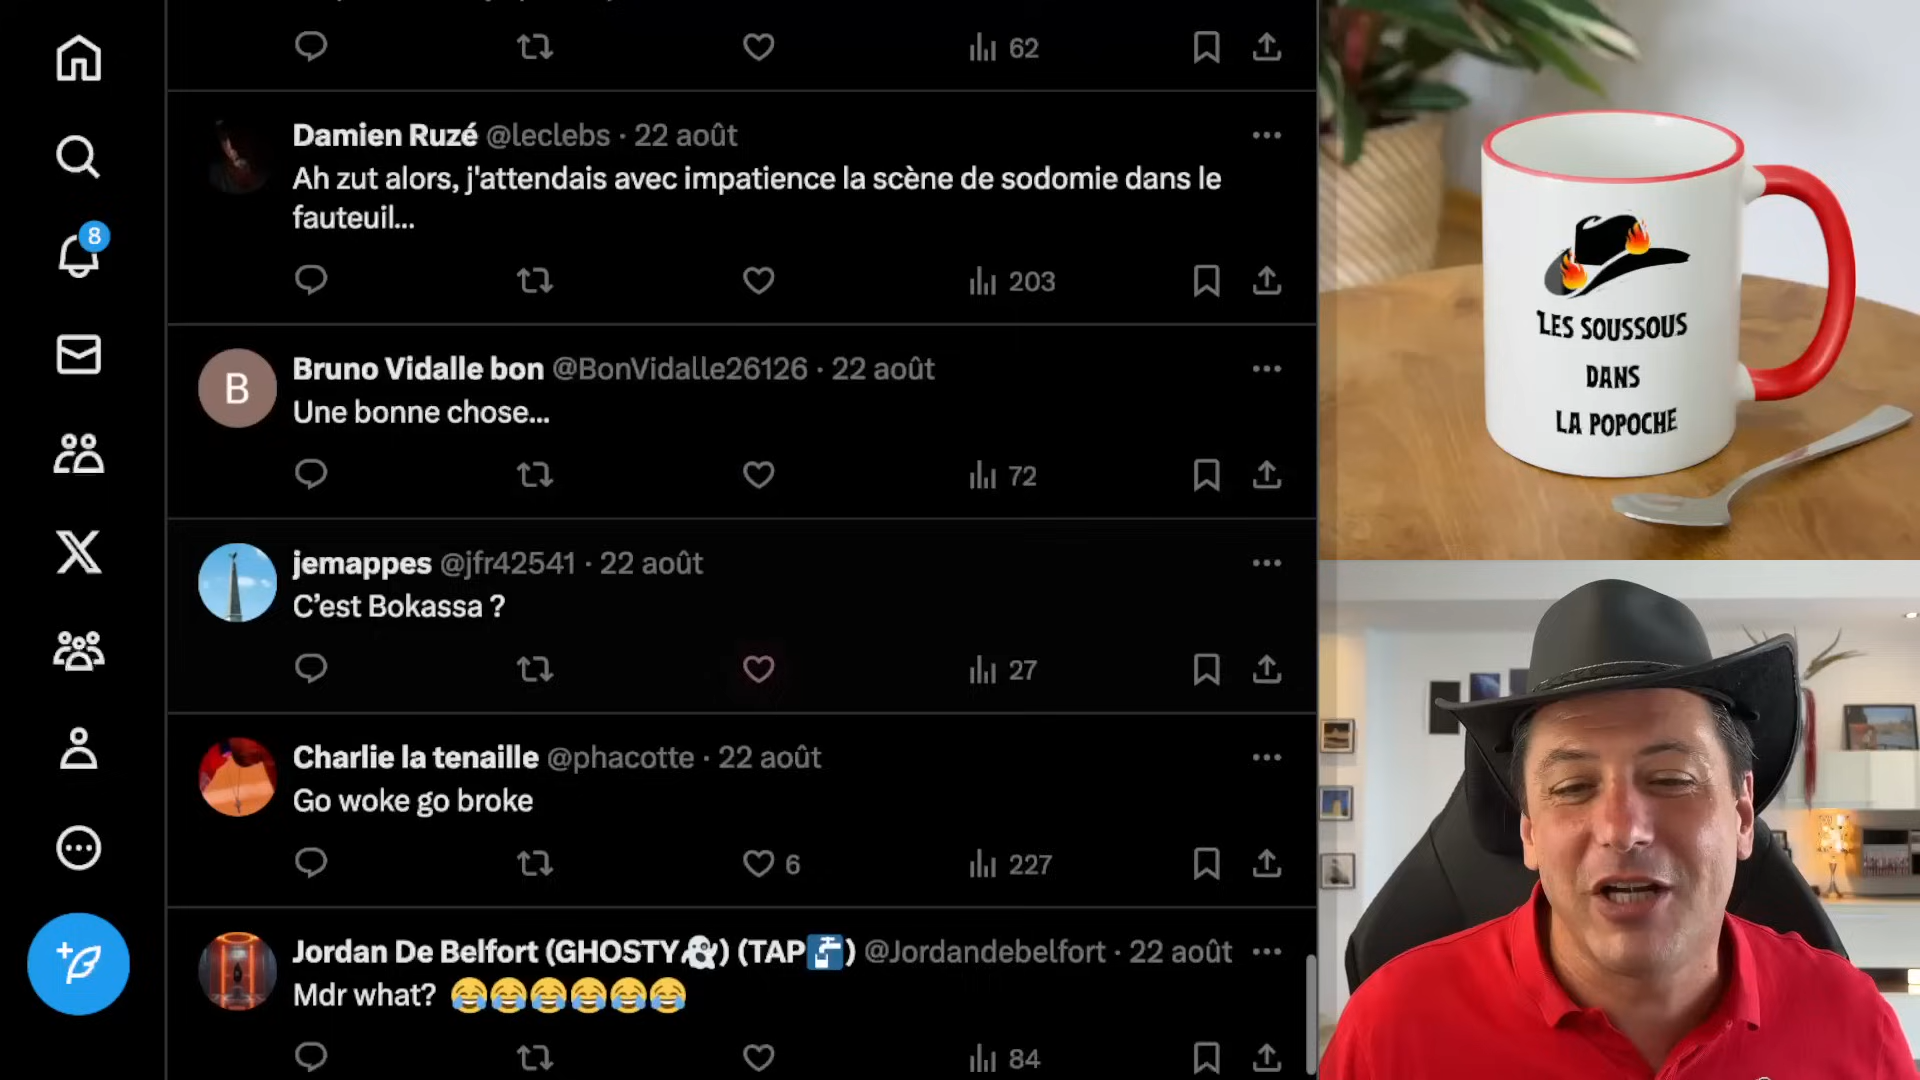 62
Damien Ruzé @leclebs · 22 août
Ah zut alors, j'attendais avec impatience la scène de sodomie dans le
fauteuil...
203
B
Bruno Vidalle bon @BonVidalle26126 · 22 août
Une bonne chose...
72
jemappes @jfr42541 · 22 août
C’est Bokassa ?
27
Charlie la tenaille @phacotte · 22 août
Go woke go broke
6 227
Jordan De Belfort (GHOSTY👻) (TAP🚰) @Jordandebelfort · 22 août
Mdr what? 😂😂😂😂😂😂
84
8
LES SOUSSOUS
DANS
LA POPOCHE